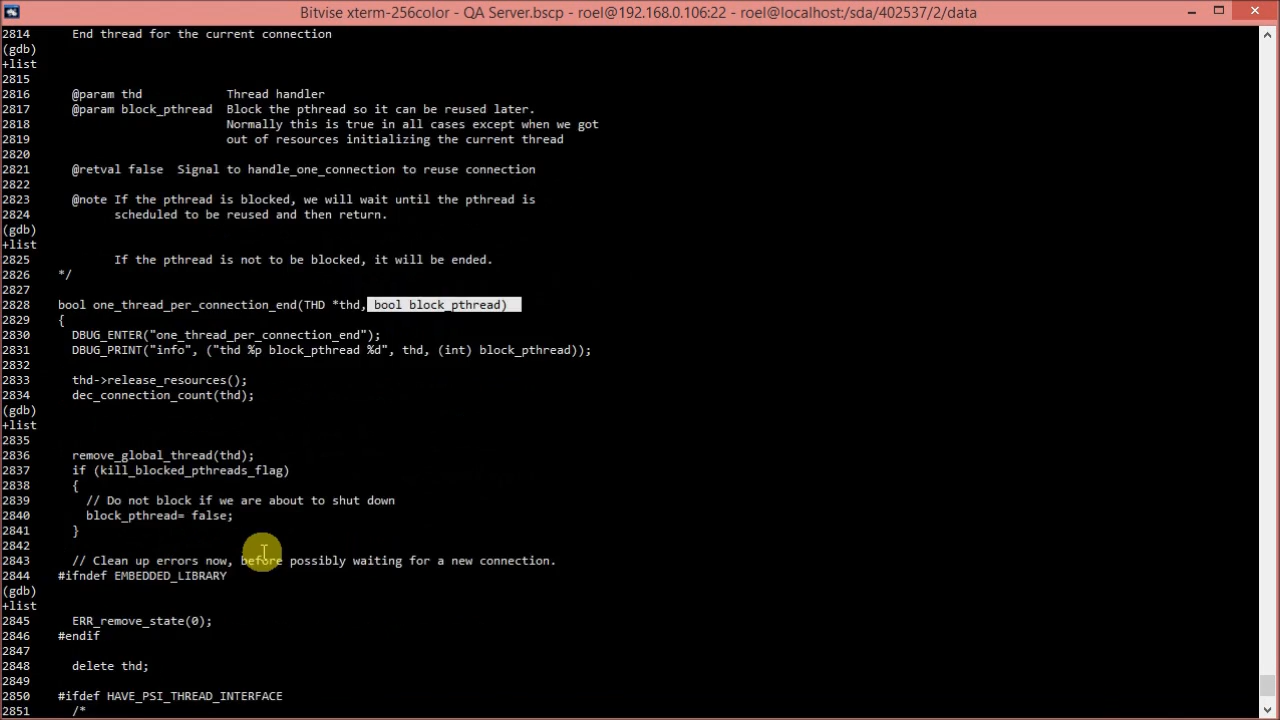 Bitvise xterm-256color - QA Server.bscp - roel@192.168.0.106:22 - roel@localhost:/sda/402537/2/data
2814      End thread for the current connection
(gdb)
+list
2815
2816      @param thd            Thread handler
2817      @param block_pthread  Block the pthread so it can be reused later.
2818                            Normally this is true in all cases except when we got
2819                            out of resources initializing the current thread
2820
2821      @retval false  Signal to handle_one_connection to reuse connection
2822
2823      @note If the pthread is blocked, we will wait until the pthread is
2824            scheduled to be reused and then return.
(gdb)
+list
2825            If the pthread is not to be blocked, it will be ended.
2826    */
2827
2828    bool one_thread_per_connection_end(THD *thd, bool block_pthread)
2829    {
2830      DBUG_ENTER("one_thread_per_connection_end");
2831      DBUG_PRINT("info", ("thd %p block_pthread %d", thd, (int) block_pthread));
2832
2833      thd->release_resources();
2834      dec_connection_count(thd);
(gdb)
+list
2835
2836      remove_global_thread(thd);
2837      if (kill_blocked_pthreads_flag)
2838      {
2839        // Do not block if we are about to shut down
2840        block_pthread= false;
2841      }
2842
2843      // Clean up errors now, before possibly waiting for a new connection.
2844    #ifndef EMBEDDED_LIBRARY
(gdb)
+list
2845      ERR_remove_state(0);
2846    #endif
2847
2848      delete thd;
2849
2850    #ifdef HAVE_PSI_THREAD_INTERFACE
2851      /*